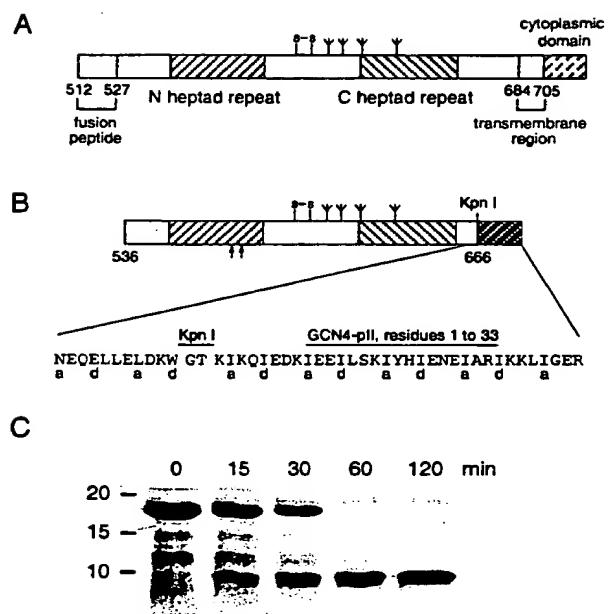 A
cytoplasmic
domain
s-s
512 527 N heptad repeat C heptad repeat 684 705
fusion
peptide
transmembrane
region
B
Kpn I
s-s
536 666
Kpn I GCN4-pII, residues 1 to 33
NEQELLELDKW GT KIKQIEDKIEEILSKIYHIENEIARIKKLIGER
a d a d a d a d a d a d a
C
0 15 30 60 120 min
20
15
10